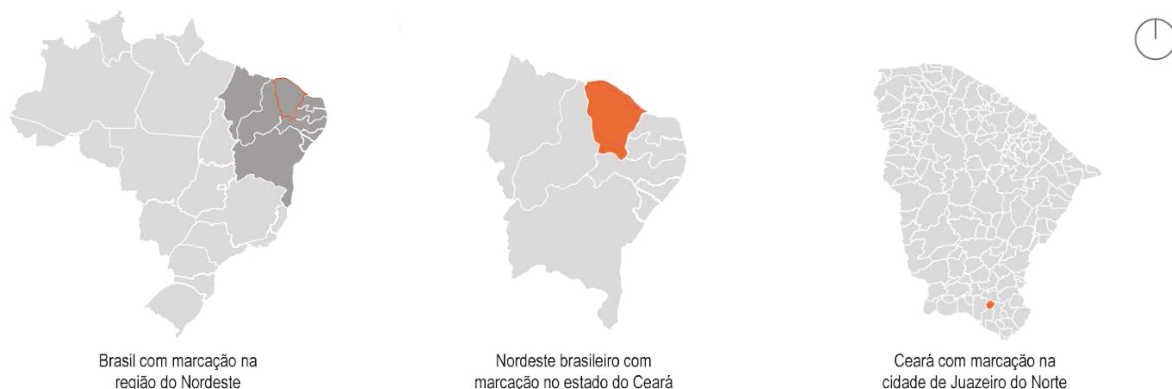 Brasil com marcação na
região do Nordeste
Nordeste brasileiro com
marcação no estado do Ceará
Ceará com marcação na
cidade de Juazeiro do Norte